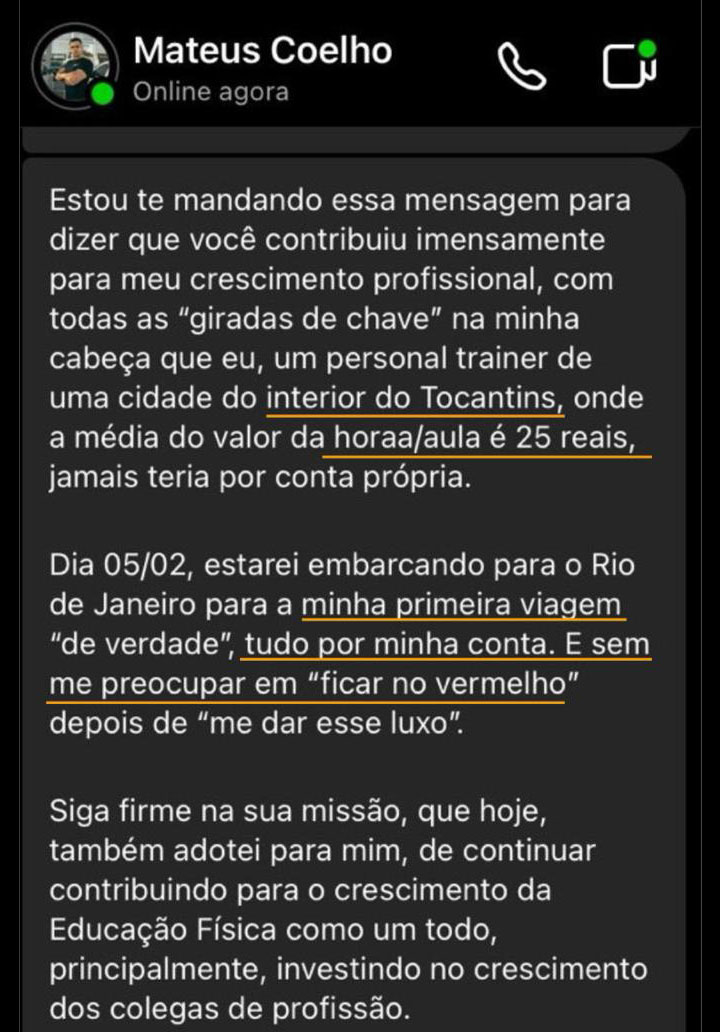 Mateus Coelho
Online agora
Estou te mandando essa mensagem para
dizer que você contribuiu imensamente
para meu crescimento profissional, com
todas as “giradas de chave” na minha
cabeça que eu, um personal trainer de
uma cidade do interior do Tocantins, onde
a média do valor da horaa/aula é 25 reais,
jamais teria por conta própria.
Dia 05/02, estarei embarcando para o Rio
de Janeiro para a minha primeira viagem
“de verdade”, tudo por minha conta. E sem
me preocupar em “ficar no vermelho”
depois de “me dar esse luxo”.
Siga firme na sua missão, que hoje,
também adotei para mim, de continuar
contribuindo para o crescimento da
Educação Física como um todo,
principalmente, investindo no crescimento
dos colegas de profissão.